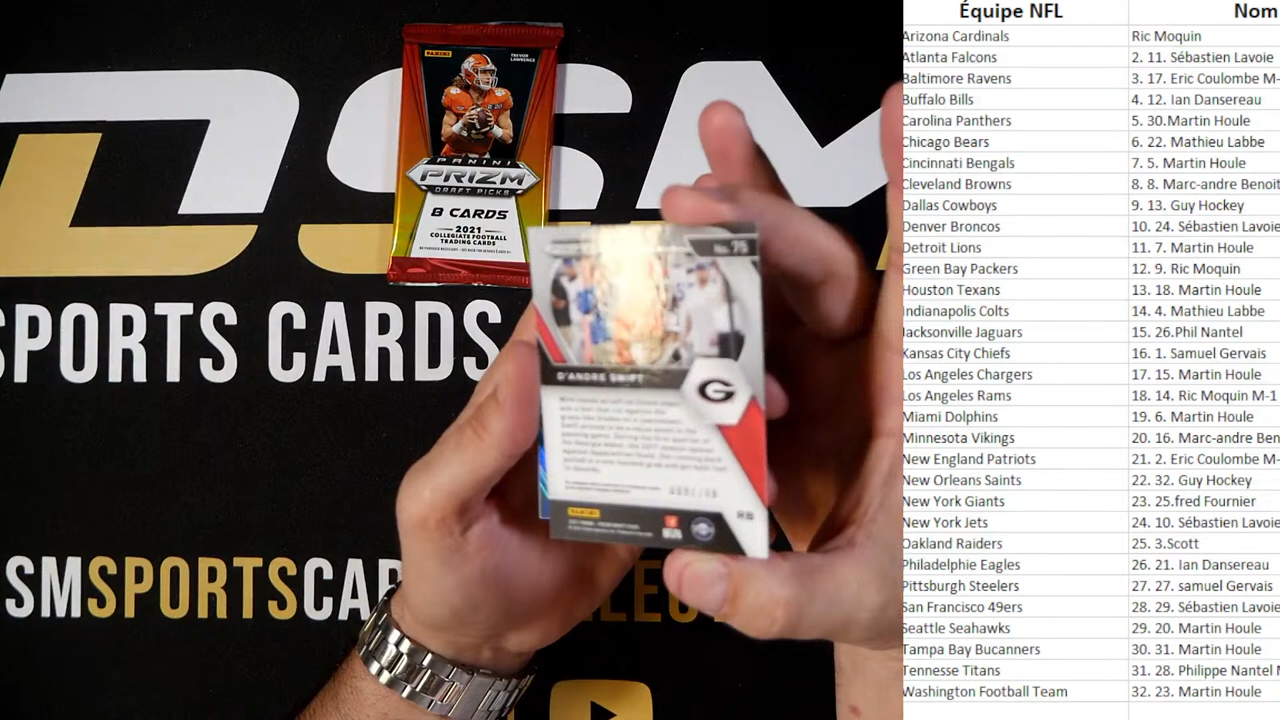 DSM
SPORTS CARDS
SMSPORTSCAR
PANINI
TREVOR
LAWRENCE
PANINI
PRIZM
DRAFT PICKS
8 CARDS
2021
COLLEGIATE FOOTBALL
TRADING CARDS
No. 75
D'ANDRE SWIFT
G
RB
PANINI
Équipe NFL Nom
Arizona Cardinals Ric Moquin
Atlanta Falcons 2. 11. Sébastien Lavoie
Baltimore Ravens 3. 17. Eric Coulombe M-
Buffalo Bills 4. 12. Ian Dansereau
Carolina Panthers 5. 30.Martin Houle
Chicago Bears 6. 22. Mathieu Labbe
Cincinnati Bengals 7. 5. Martin Houle
Cleveland Browns 8. 8. Marc-andre Benoit
Dallas Cowboys 9. 13. Guy Hockey
Denver Broncos 10. 24. Sébastien Lavoie
Detroit Lions 11. 7. Martin Houle
Green Bay Packers 12. 9. Ric Moquin
Houston Texans 13. 18. Martin Houle
Indianapolis Colts 14. 4. Mathieu Labbe
Jacksonville Jaguars 15. 26.Phil Nantel
Kansas City Chiefs 16. 1. Samuel Gervais
Los Angeles Chargers 17. 15. Martin Houle
Los Angeles Rams 18. 14. Ric Moquin M-1
Miami Dolphins 19. 6. Martin Houle
Minnesota Vikings 20. 16. Marc-andre Ben
New England Patriots 21. 2. Eric Coulombe M-
New Orleans Saints 22. 32. Guy Hockey
New York Giants 23. 25.fred Fournier
New York Jets 24. 10. Sébastien Lavoie
Oakland Raiders 25. 3.Scott
Philadelphie Eagles 26. 21. Ian Dansereau
Pittsburgh Steelers 27. 27. samuel Gervais
San Francisco 49ers 28. 29. Sébastien Lavoie
Seattle Seahawks 29. 20. Martin Houle
Tampa Bay Bucanners 30. 31. Martin Houle
Tennesse Titans 31. 28. Philippe Nantel M
Washington Football Team 32. 23. Martin Houle